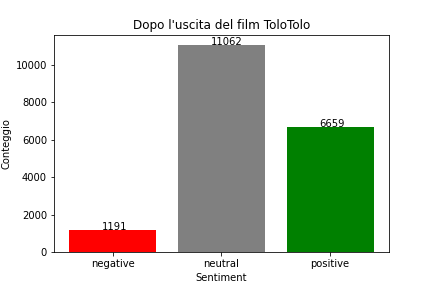 Dopo l'uscita del film ToloTolo
11062
10000
8000
6659
6000
4000
2000
1191
0
Conteggio
negative neutral positive
Sentiment